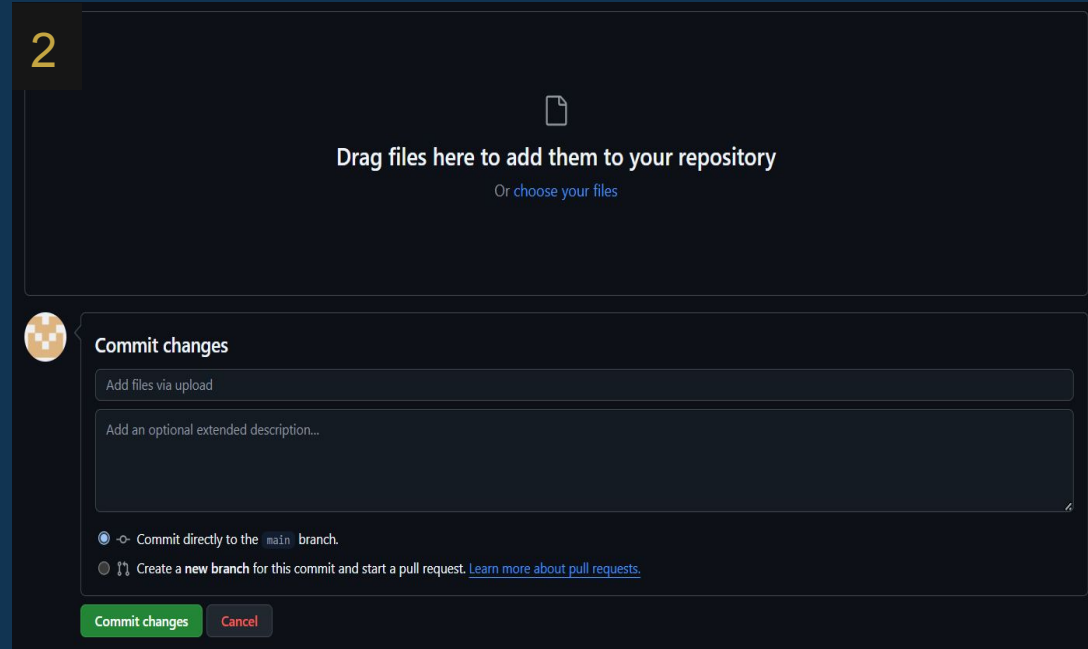 2
Drag files here to add them to your repository
Or choose your files
Commit changes
Add files via upload
Add an optional extended description...
Commit directly to the main branch.
Create a new branch for this commit and start a pull request. Learn more about pull requests.
Commit changes Cancel